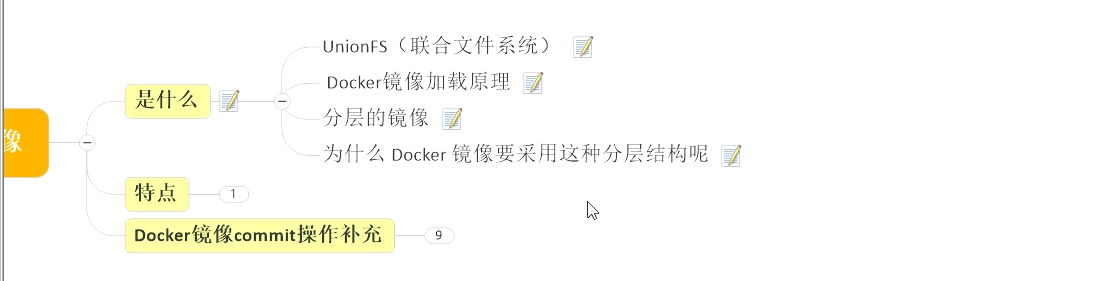 像
是什么
UnionFS（联合文件系统）
Docker镜像加载原理
分层的镜像
为什么 Docker 镜像要采用这种分层结构呢
特点
1
Docker镜像commit操作补充
9